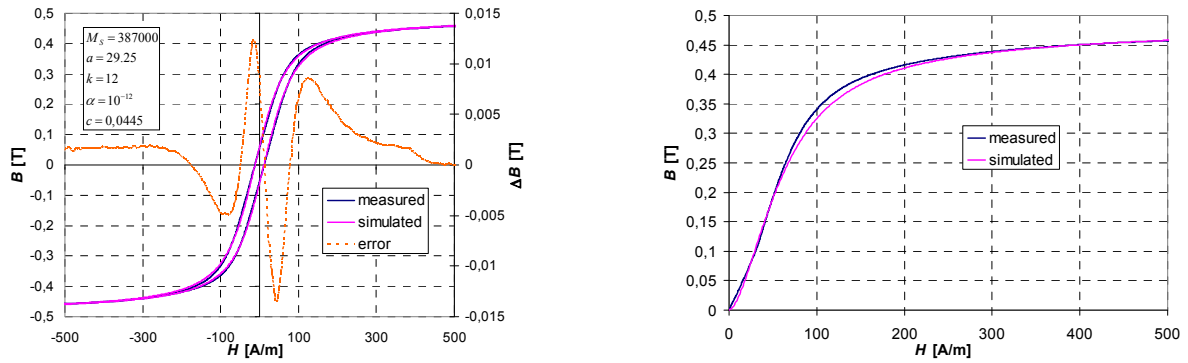 0,5
0,4
0,3
0,2
0,1
0
-0,1
-0,2
-0,3
-0,4
-0,5
B [T]
M_S = 387000
a = 29.25
k = 12
α = 10⁻¹²
c = 0,0445
measured
simulated
error
0,015
0,01
0,005
0
-0,005
-0,01
-0,015
ΔB [T]
-500 -300 -100 100 300 500
H [A/m]
0,5
0,45
0,4
0,35
0,3
0,25
0,2
0,15
0,1
0,05
0
B [T]
measured
simulated
0 100 200 300 400 500
H [A/m]